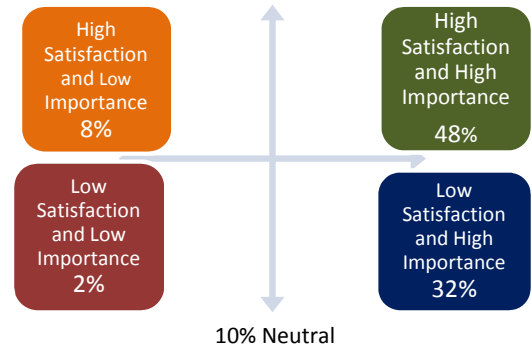 High
Satisfaction
and Low
Importance
8%
High
Satisfaction
and High
Importance
48%
Low
Satisfaction
and Low
Importance
2%
Low
Satisfaction
and High
Importance
32%
10% Neutral